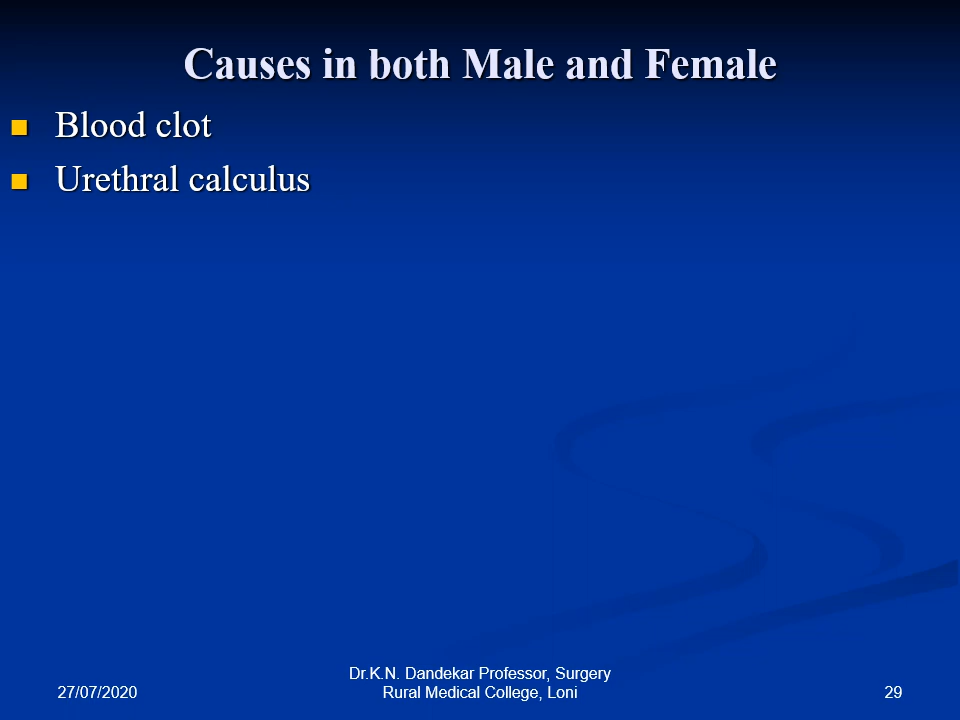 Causes in both Male and Female
Blood clot
Urethral calculus
27/07/2020
Dr.K.N. Dandekar Professor, Surgery
Rural Medical College, Loni
29